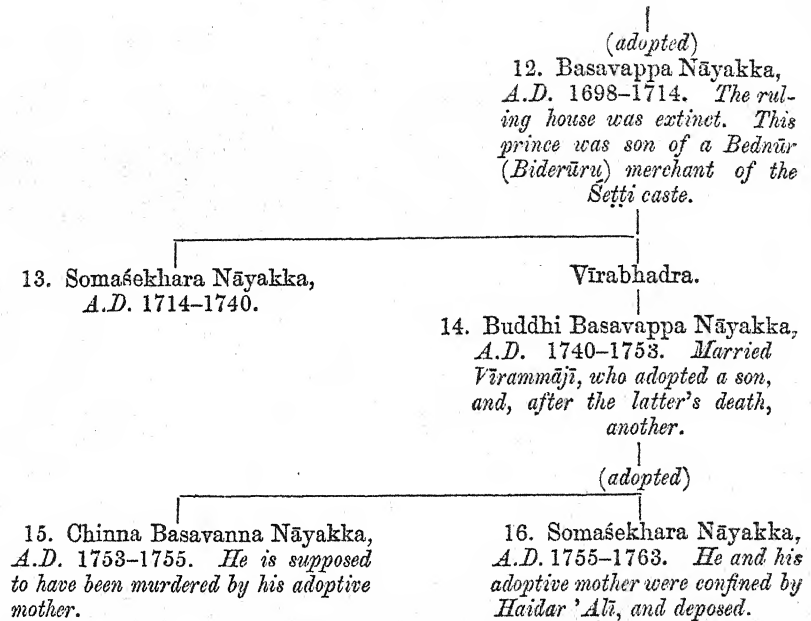 (adopted)
12. Basavappa Nāyakka,
A.D. 1698–1714. The rul-
ing house was extinct. This
prince was son of a Bednūr
(Biderūru) merchant of the
Śeṭṭi caste.
13. Somaśekhara Nāyakka,
A.D. 1714–1740.
Vīrabhadra.
14. Buddhi Basavappa Nāyakka,
A.D. 1740–1753. Married
Vīrammājī, who adopted a son,
and, after the latter's death,
another.
(adopted)
15. Chinna Basavanna Nāyakka,
A.D. 1753–1755. He is supposed
to have been murdered by his adoptive
mother.
16. Somaśekhara Nāyakka,
A.D. 1755–1763. He and his
adoptive mother were confined by
Haidar 'Alī, and deposed.